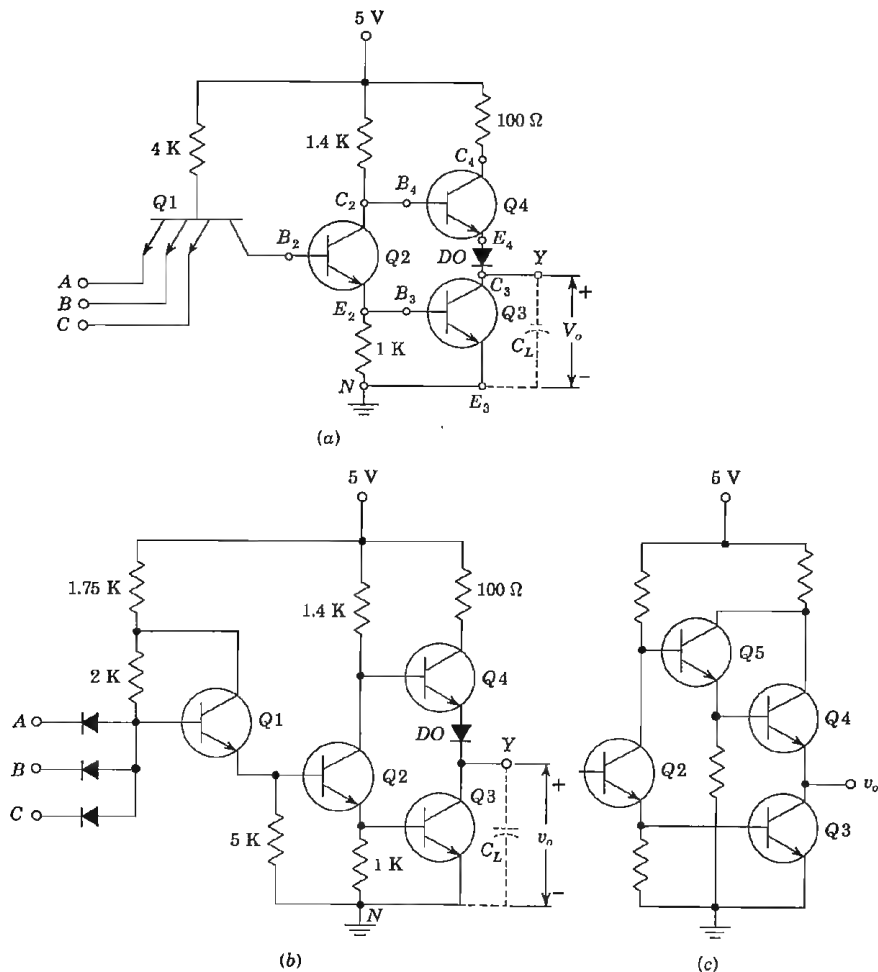 5 V
100 Ω
1.4 K
4 K
C₄
Q1
C₂
B₄
Q4
B₂
E₄
DO
Y
Q2
C₃
A
B
C
E₂
B₃
Q3
+
Vₒ
C_L
1 K
−
N
E₃
(a)
5 V
5 V
1.75 K
1.4 K
100 Ω
2 K
Q5
Q4
Q1
Q4
A
DO
Y
B
Q2
+
Q2
vₒ
C
Q3
vₒ
Q3
5 K
C_L
1 K
−
N
(b)
(c)